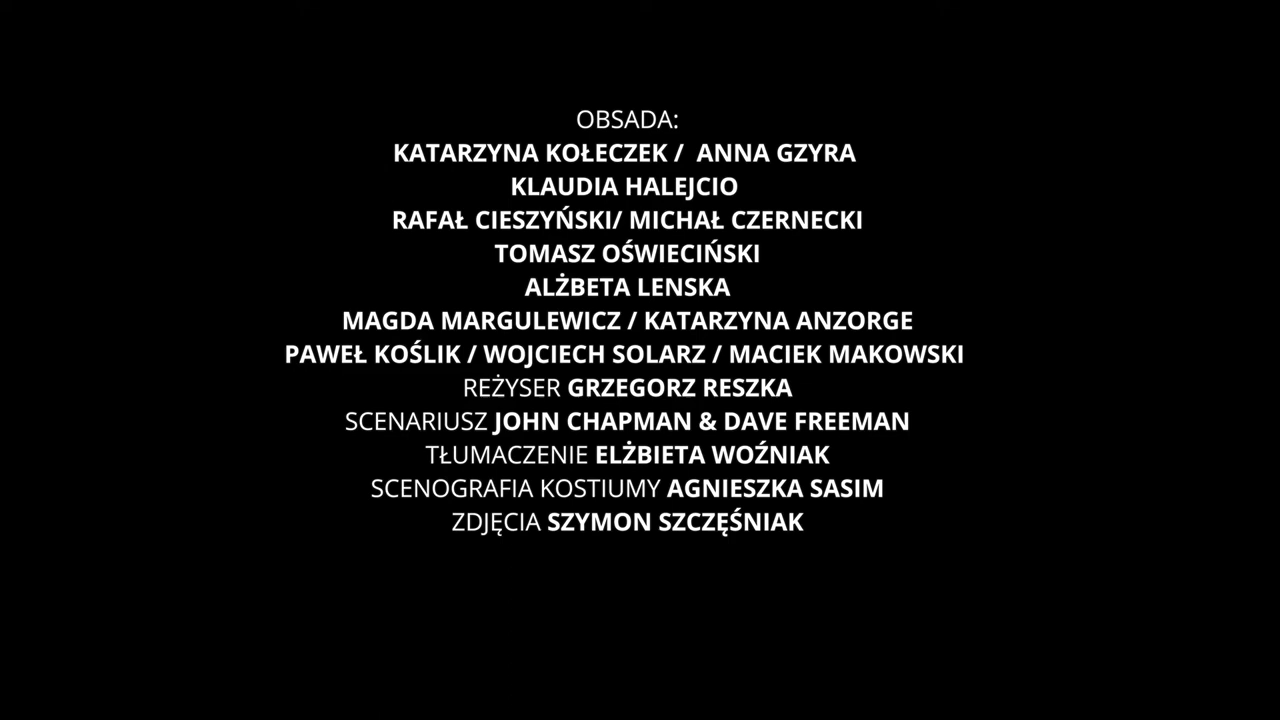 OBSADA:
KATARZYNA KOŁECZEK / ANNA GZYRA
KLAUDIA HALEJCIO
RAFAŁ CIESZYŃSKI/ MICHAŁ CZERNECKI
TOMASZ OŚWIECIŃSKI
ALŻBETA LENSKA
MAGDA MARGULEWICZ / KATARZYNA ANZORGE
PAWEŁ KOŚLIK / WOJCIECH SOLARZ / MACIEK MAKOWSKI
REŻYSER GRZEGORZ RESZKA
SCENARIUSZ JOHN CHAPMAN & DAVE FREEMAN
TŁUMACZENIE ELŻBIETA WOŹNIAK
SCENOGRAFIA KOSTIUMY AGNIESZKA SASIM
ZDJĘCIA SZYMON SZCZĘŚNIAK